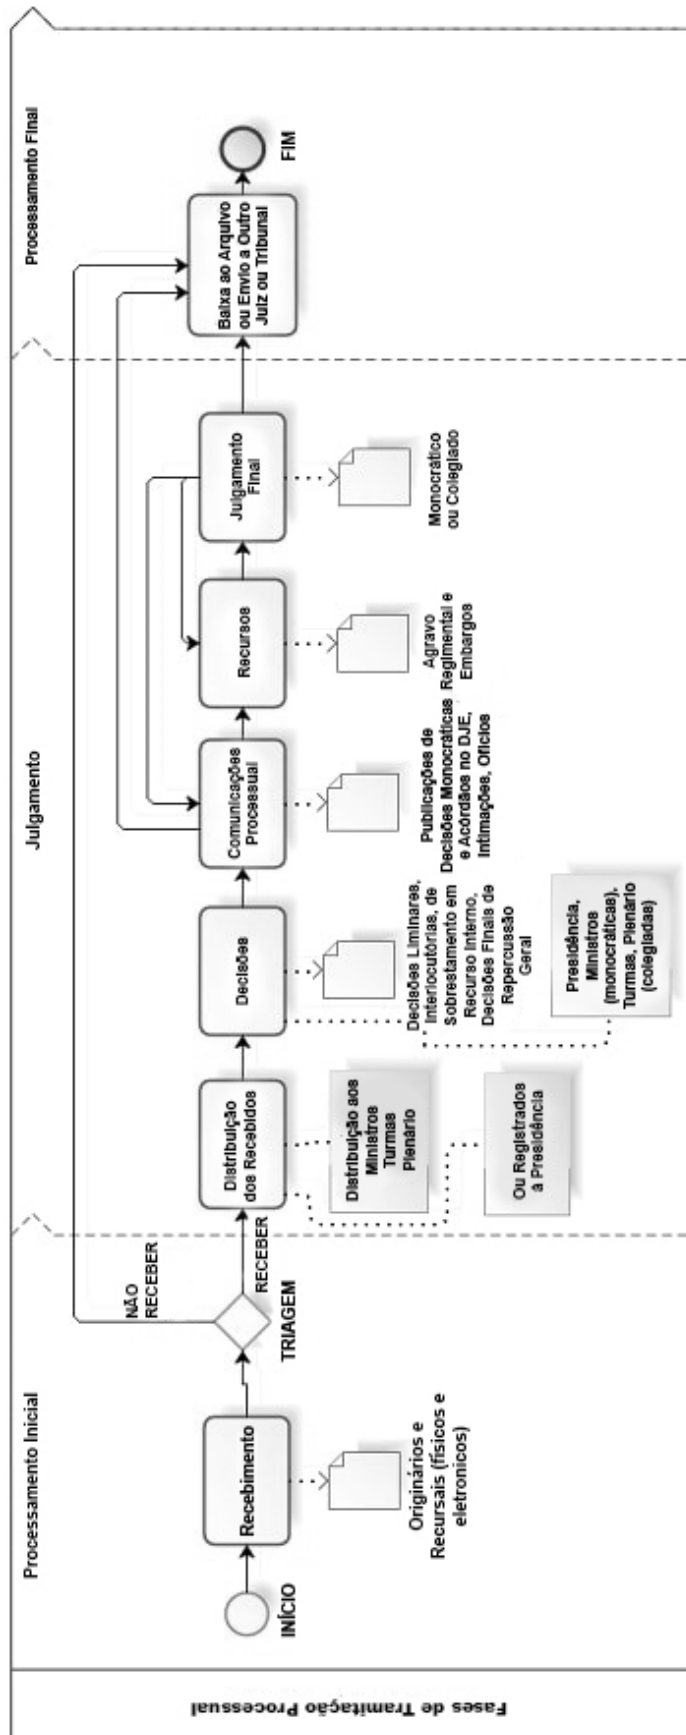 Fases de Tramitação Processual
Processamento Inicial
INÍCIO
Recebimento
Originários e
Recursais (físicos e
eletronicos)
TRIAGEM
NÃO
RECEBER
RECEBER
Julgamento
Distribuição
dos Recebidos
Distribuição aos
Ministros
Turmas
Plenário
Ou Registrados
à Presidência
Decisões
Decisões Liminares,
Interlocutórias, de
Sobrestamento em
Recurso Interno,
Decisões Finais de
Repercussão
Geral
Presidência,
Ministros
(monocráticas),
Turmas, Plenário
(colegiadas)
Comunicações
Processual
Publicações de
Decisões Monocráticas
e Acórdãos no DJE,
Intimações, Ofícios
Recursos
Agravo
Regimental e
Embargos
Julgamento
Final
Monocrático
ou Colegiado
Processamento Final
Baixa ao Arquivo
ou Envio a Outro
Juiz ou Tribunal
FIM